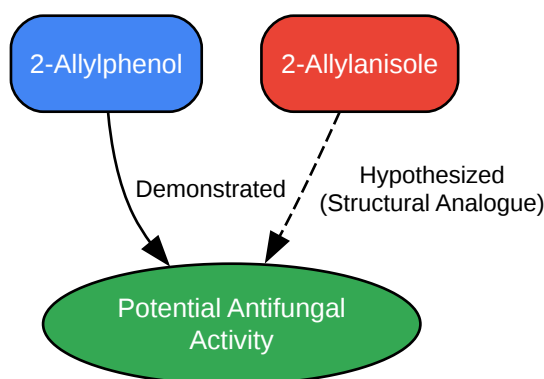 2-Allylphenol
2-Allylanisole
Demonstrated
Hypothesized
(Structural Analogue)
Potential Antifungal
Activity